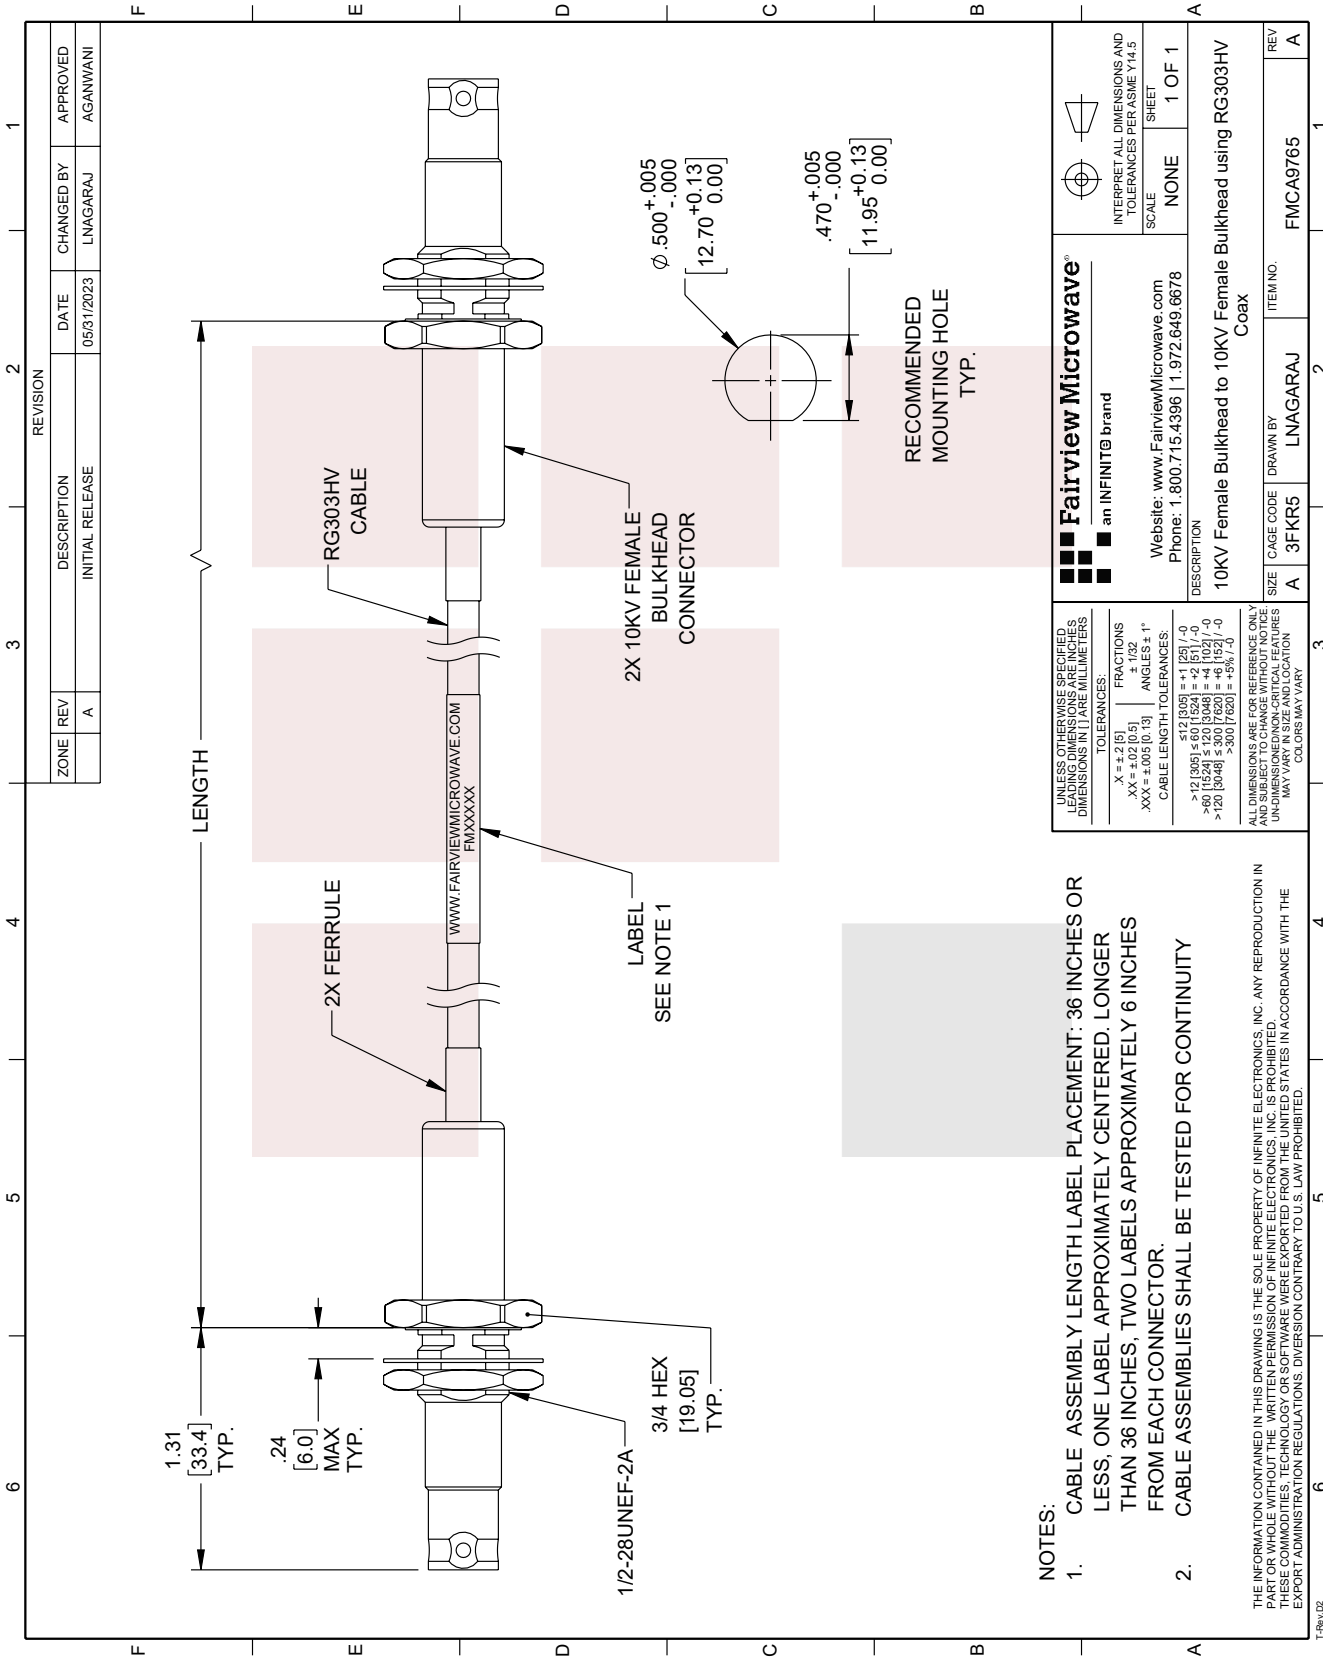 REVISION
ZONE REV DESCRIPTION DATE CHANGED BY APPROVED
A INITIAL RELEASE 05/31/2023 LNAGARAJ AGANWANI
6 5 4 3 2 1
F
E
D
C
B
A
1.31
[33.4]
TYP.
LENGTH
.24
[6.0]
MAX
TYP.
2X FERRULE
RG303HV
CABLE
WWW.FAIRVIEWMICROWAVE.COM
FMXXXXX
1/2-28UNEF-2A
3/4 HEX
[19.05]
TYP.
LABEL
SEE NOTE 1
2X 10KV FEMALE
BULKHEAD
CONNECTOR
Ø .500 +.005
-.000
[12.70 +0.13
0.00]
.470 +.005
-.000
[11.95 +0.13
0.00]
RECOMMENDED
MOUNTING HOLE
TYP.
NOTES:
1. CABLE ASSEMBLY LENGTH LABEL PLACEMENT: 36 INCHES OR
LESS, ONE LABEL APPROXIMATELY CENTERED. LONGER
THAN 36 INCHES, TWO LABELS APPROXIMATELY 6 INCHES
FROM EACH CONNECTOR.
2. CABLE ASSEMBLIES SHALL BE TESTED FOR CONTINUITY
THE INFORMATION CONTAINED IN THIS DRAWING IS THE SOLE PROPERTY OF INFINITE ELECTRONICS, INC. ANY REPRODUCTION IN
PART OR WHOLE WITHOUT THE WRITTEN PERMISSION OF INFINITE ELECTRONICS, INC. IS PROHIBITED.
THESE COMMODITIES, TECHNOLOGY OR SOFTWARE WERE EXPORTED FROM THE UNITED STATES IN ACCORDANCE WITH THE
EXPORT ADMINISTRATION REGULATIONS. DIVERSION CONTRARY TO U.S. LAW PROHIBITED.
UNLESS OTHERWISE SPECIFIED
LEADING DIMENSIONS ARE INCHES
DIMENSIONS IN [ ] ARE MILLIMETERS
TOLERANCES:
.X = ±.2 [5] FRACTIONS
.XX = ±.02 [0.5] ± 1/32
.XXX = ±.005 [0.13] ANGLES ± 1°
CABLE LENGTH TOLERANCES:
≤12 [305] = +1 [25] / -0
>12 [305] ≤ 60 [1524] = +2 [51] / -0
>60 [1524] ≤ 120 [3048] = +4 [102] / -0
>120 [3048] ≤ 300 [7620] = +6 [152] / -0
>300 [7620] = +5% / -0
ALL DIMENSIONS ARE FOR REFERENCE ONLY
AND SUBJECT TO CHANGE WITHOUT NOTICE.
UN-DIMENSIONED/NON-CRITICAL FEATURES
MAY VARY IN SIZE AND LOCATION
COLORS MAY VARY
Fairview Microwave®
an INFINITE brand
Website: www.FairviewMicrowave.com
Phone: 1.800.715.4396 | 1.972.649.6678
INTERPRET ALL DIMENSIONS AND
TOLERANCES PER ASME Y14.5
SCALE NONE SHEET 1 OF 1
DESCRIPTION
10KV Female Bulkhead to 10KV Female Bulkhead using RG303HV
Coax
SIZE A CAGE CODE 3FKR5 DRAWN BY LNAGARAJ ITEM NO. FMCA9765 REV A
6 5 4 3 2 1
F
E
D
C
B
A
T-Rev.D2